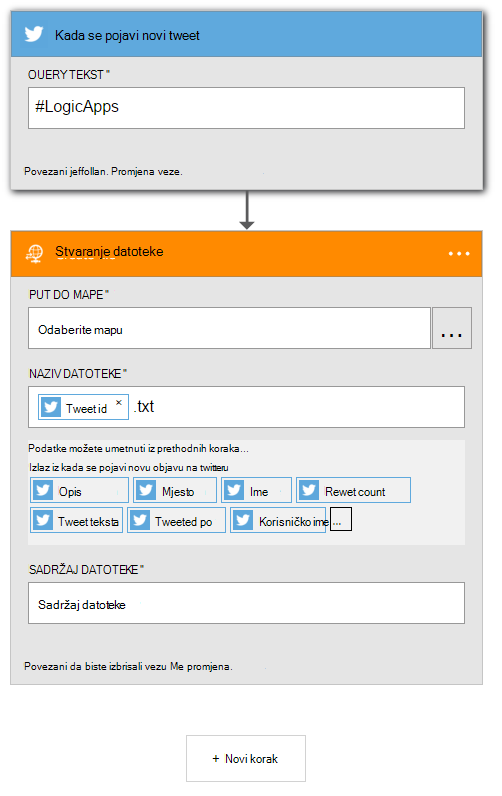 Kada se pojavi novi tweet
OUERY TEKST*
#LogicApps
Povezani jeffollan. Promjena veze.
Stvaranje datoteke
...
PUT DO MAPE*
Odaberite mapu
...
NAZIV DATOTEKE*
Tweet id × .txt
Podatke možete umetnuti iz prethodnih koraka...
Izlaz iz kada se pojavi novu objavu na twitteru
Opis Mjesto Ime Rewet count
Tweet teksta Tweeted po Korisničko ime ...
SADRŽAJ DATOTEKE*
Sadržaj datoteke
Povezani da biste izbrisali vezu Me promjena.
+ Novi korak